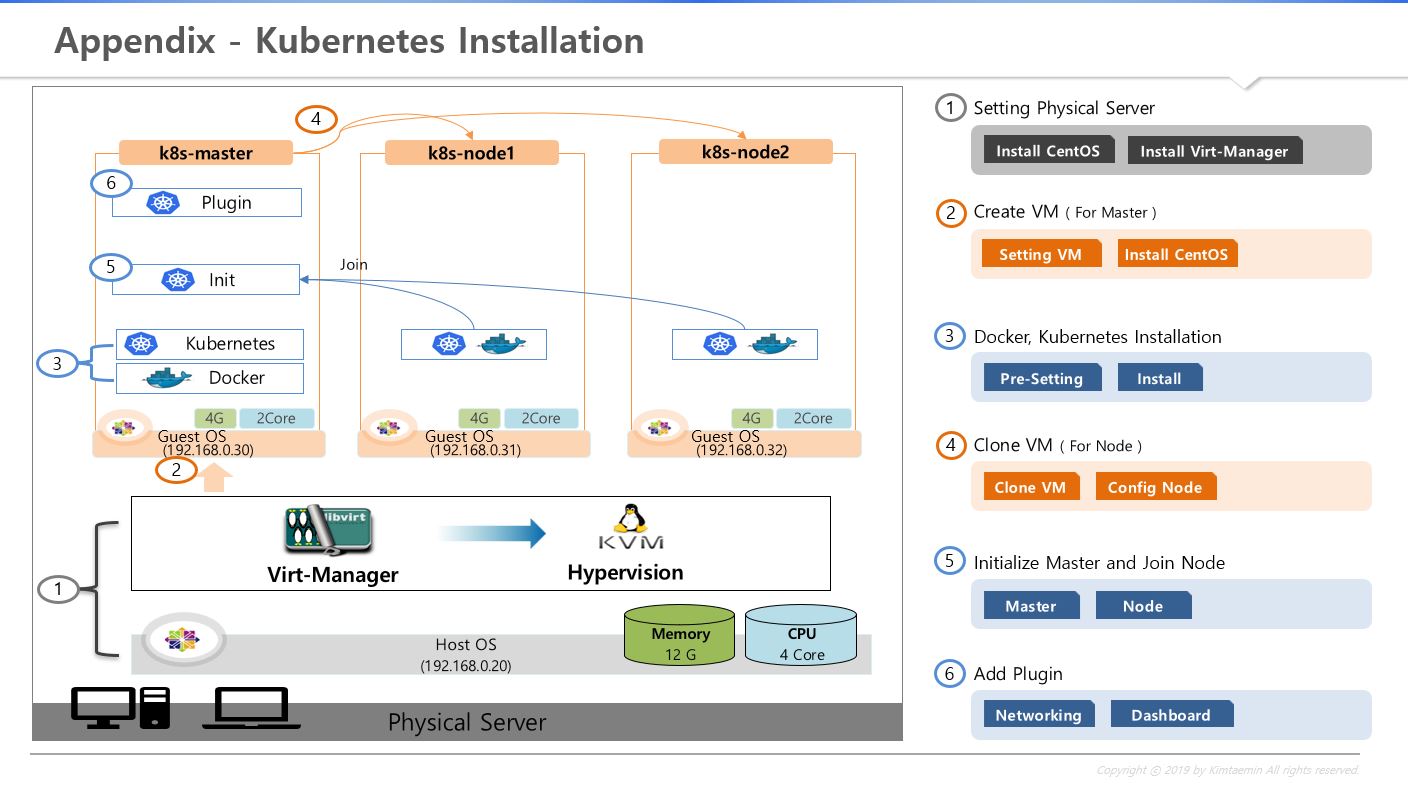 Appendix - Kubernetes Installation
4
k8s-master
k8s-node1
k8s-node2
6
Plugin
5
Init
Join
3
Kubernetes
Docker
4G
2Core
4G
2Core
4G
2Core
Guest OS
(192.168.0.30)
Guest OS
(192.168.0.31)
Guest OS
(192.168.0.32)
2
libvirt
KVM
Virt-Manager
Hypervision
1
Host OS
(192.168.0.20)
Memory
12 G
CPU
4 Core
Physical Server
1 Setting Physical Server
Install CentOS
Install Virt-Manager
2 Create VM ( For Master )
Setting VM
Install CentOS
3 Docker, Kubernetes Installation
Pre-Setting
Install
4 Clone VM ( For Node )
Clone VM
Config Node
5 Initialize Master and Join Node
Master
Node
6 Add Plugin
Networking
Dashboard
Copyright ⓒ 2019 by Kimtaemin All rights reserved.